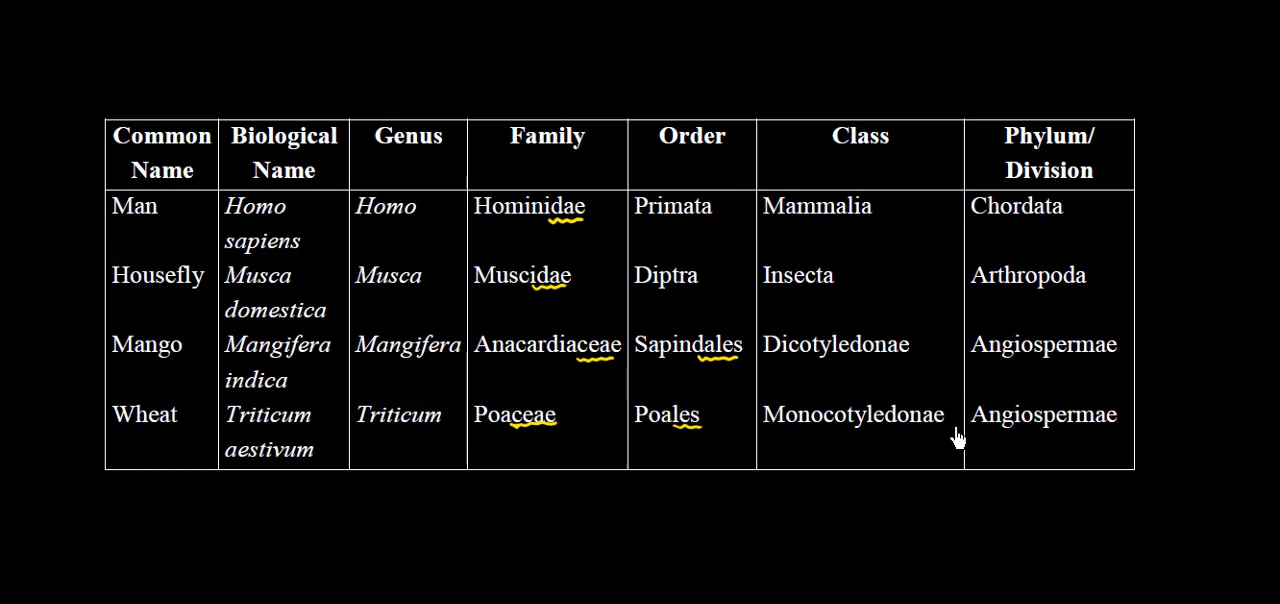 Common Biological Genus Family Order Class Phylum/
Name Name Division
Man Homo Homo Hominidae Primata Mammalia Chordata
sapiens
Housefly Musca Musca Muscidae Diptra Insecta Arthropoda
domestica
Mango Mangifera Mangifera Anacardiaceae Sapindales Dicotyledonae Angiospermae
indica
Wheat Triticum Triticum Poaceae Poales Monocotyledonae Angiospermae
aestivum